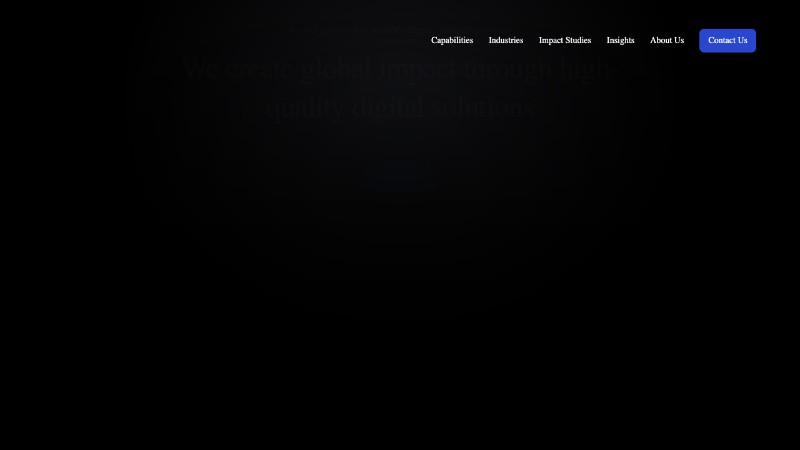 Capabilities Industries Impact Studies Insights About Us Contact Us
We create global impact through high-
quality digital solutions